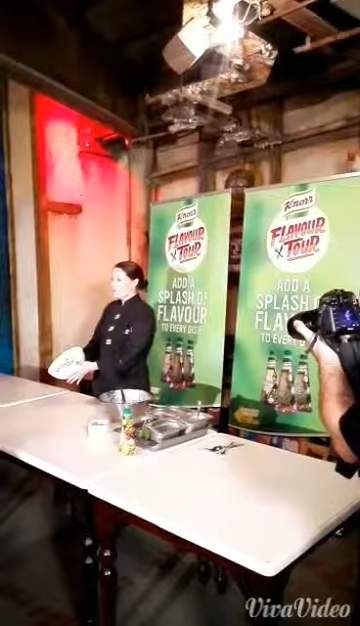 Knorr
FLAVOUR
TOUR
ADD A
SPLASH OF
FLAVOUR
TO EVERY DISH
Knorr
FLAVOUR
TOUR
ADD A
SPLASH
FLAV
TO EVERY
VivaVideo